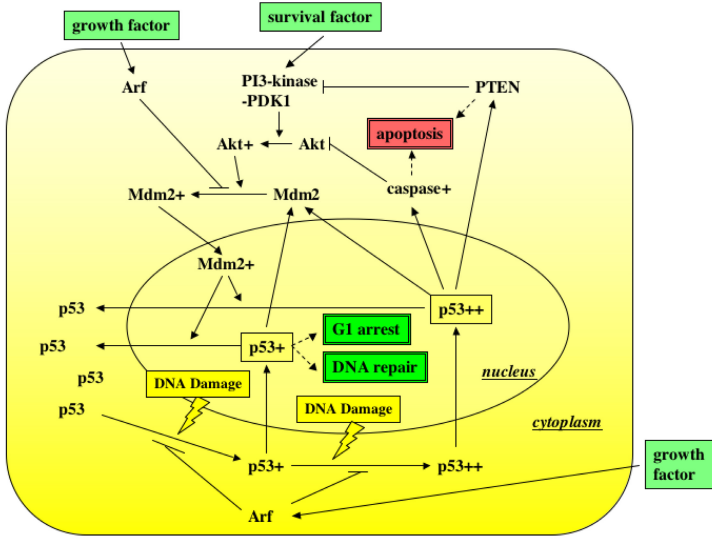 survival factor
growth factor
Arf
PI3-kinase
-PDK1
PTEN
apoptosis
Akt+
Akt
caspase+
Mdm2+
Mdm2
Mdm2+
p53
p53++
G1 arrest
p53
p53+
DNA repair
nucleus
p53
DNA Damage
p53
DNA Damage
cytoplasm
p53+
p53++
growth
factor
Arf